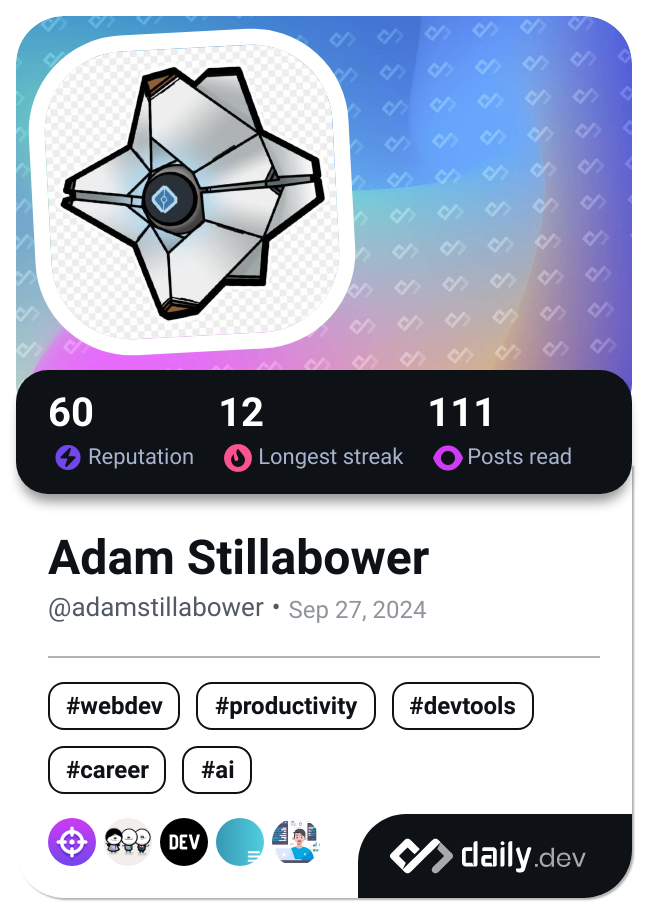 60 12 111
Reputation Longest streak Posts read
Adam Stillabower
@adamstillabower • Sep 27, 2024
#webdev #productivity #devtools
#career #ai
DEV
daily.dev